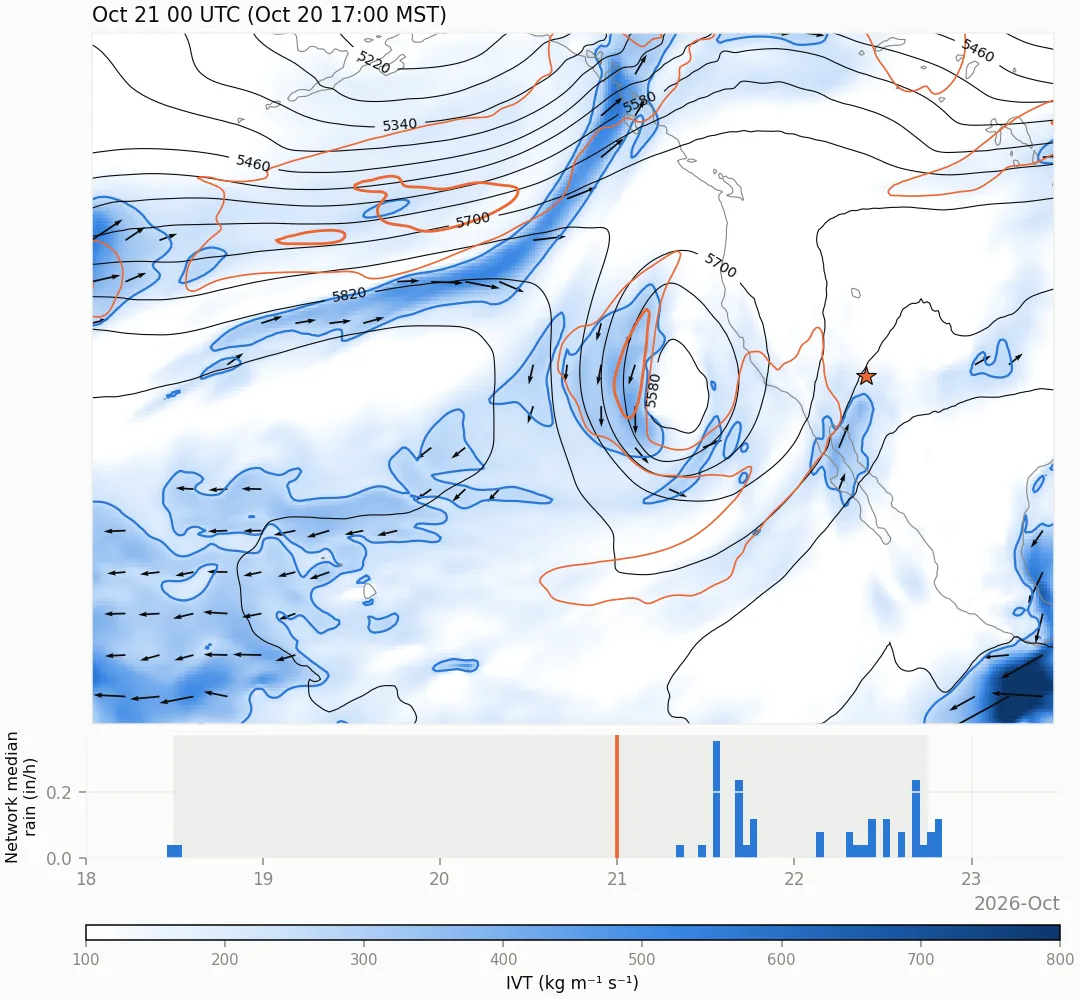 Oct 21 00 UTC (Oct 20 17:00 MST)
5220
5460
5580
5340
5460
5700
5700
5820
5580
Network median
rain (in/h)
0.2
0.0
18 19 20 21 22 23
2026-Oct
100 200 300 400 500 600 700 800
IVT (kg m⁻¹ s⁻¹)